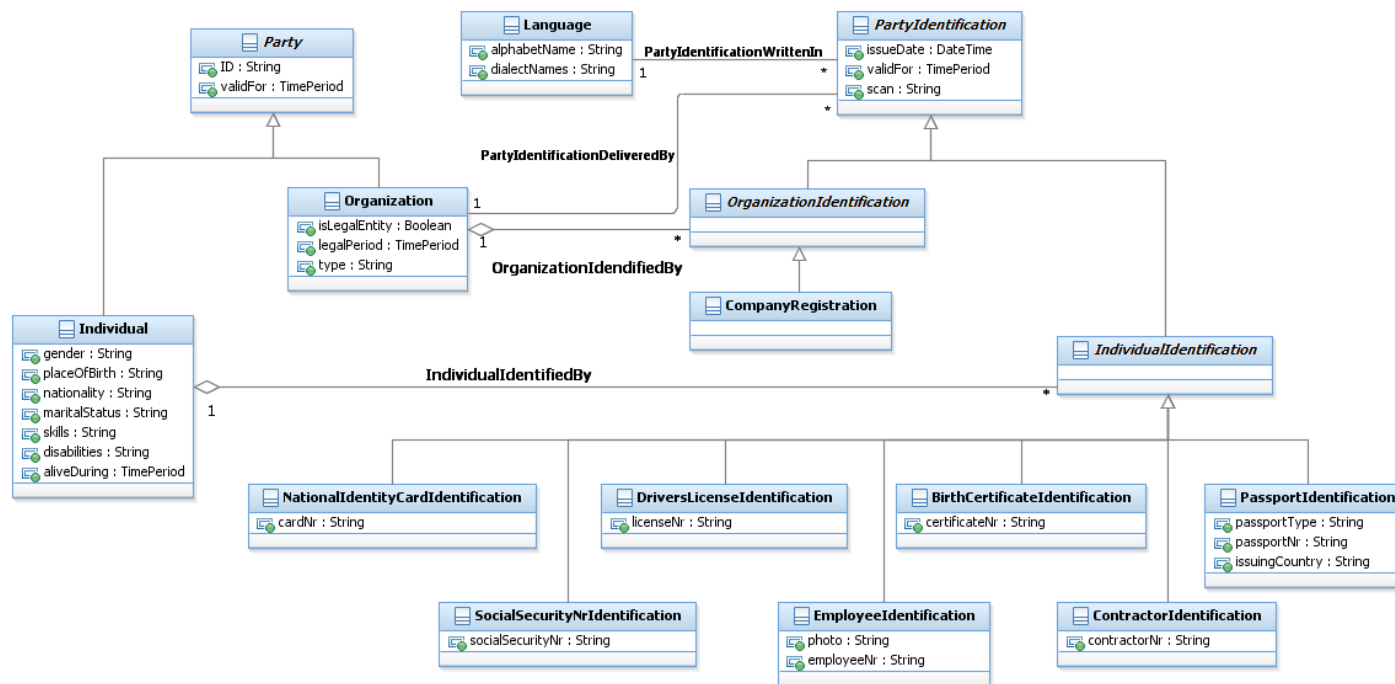 Party
ID : String
validFor : TimePeriod
Language
alphabetName : String
dialectNames : String
PartyIdentificationWrittenIn
1
*
PartyIdentification
issueDate : DateTime
validFor : TimePeriod
scan : String
*
PartyIdentificationDeliveredBy
1
Organization
isLegalEntity : Boolean
legalPeriod : TimePeriod
type : String
1
*
OrganizationIdendifiedBy
OrganizationIdentification
CompanyRegistration
Individual
gender : String
placeOfBirth : String
nationality : String
maritalStatus : String
skills : String
disabilities : String
aliveDuring : TimePeriod
IndividualIdentifiedBy
1
*
IndividualIdentification
NationalIdentityCardIdentification
cardNr : String
DriversLicenseIdentification
licenseNr : String
BirthCertificateIdentification
certificateNr : String
PassportIdentification
passportType : String
passportNr : String
issuingCountry : String
SocialSecurityNrIdentification
socialSecurityNr : String
EmployeeIdentification
photo : String
employeeNr : String
ContractorIdentification
contractorNr : String